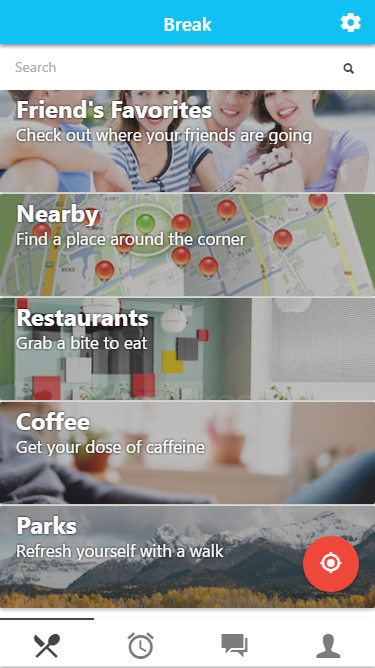 Break
Search
Friend's Favorites
Check out where your friends are going
Nearby
Find a place around the corner
Restaurants
Grab a bite to eat
Coffee
Get your dose of caffeine
Parks
Refresh yourself with a walk